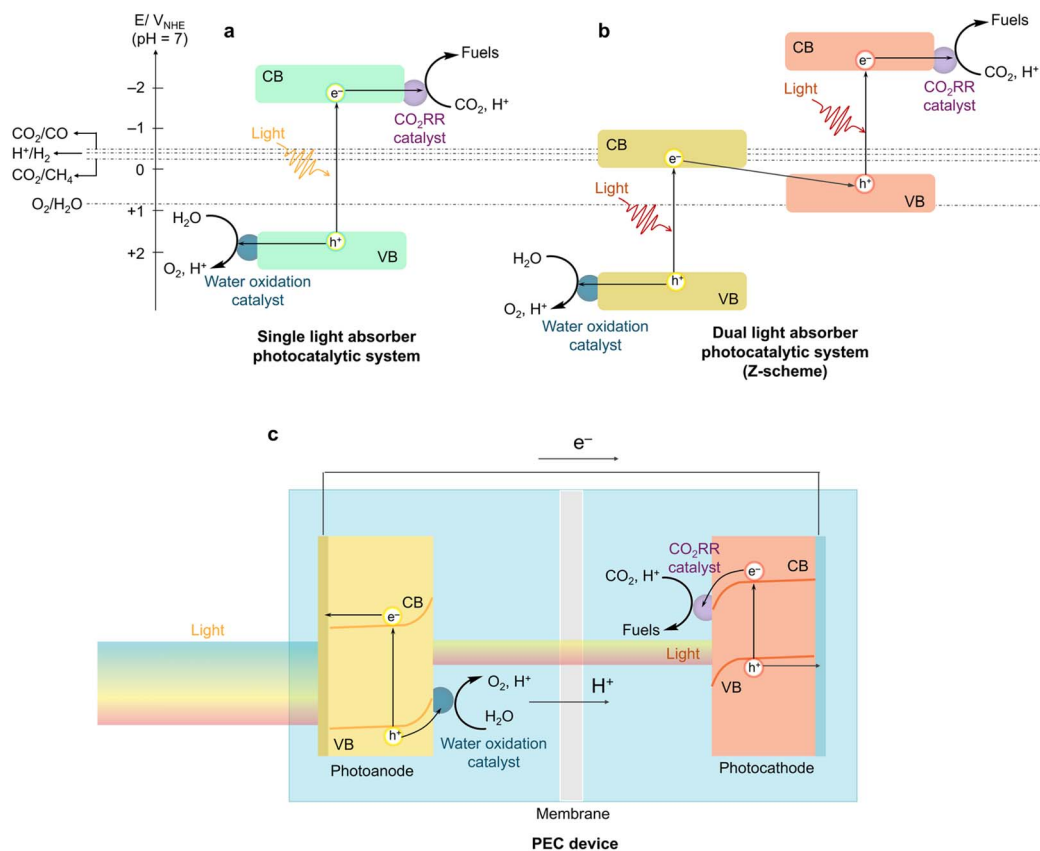 E/ V_NHE
(pH = 7)
a
−2
−1
0
+1
+2
CO₂/CO
H⁺/H₂
CO₂/CH₄
O₂/H₂O
CB
e⁻
Fuels
CO₂, H⁺
CO₂RR
catalyst
Light
H₂O
O₂, H⁺
h⁺
VB
Water oxidation
catalyst
Single light absorber
photocatalytic system
b
CB
e⁻
Fuels
CO₂, H⁺
CO₂RR
catalyst
Light
h⁺
VB
CB
e⁻
Light
H₂O
O₂, H⁺
h⁺
VB
Water oxidation
catalyst
Dual light absorber
photocatalytic system
(Z-scheme)
c
e⁻
Light
CB
e⁻
VB
h⁺
Photoanode
O₂, H⁺
H₂O
Water oxidation
catalyst
H⁺
Membrane
CO₂RR
catalyst
CO₂, H⁺
Fuels
Light
e⁻
CB
VB
h⁺
Photocathode
PEC device